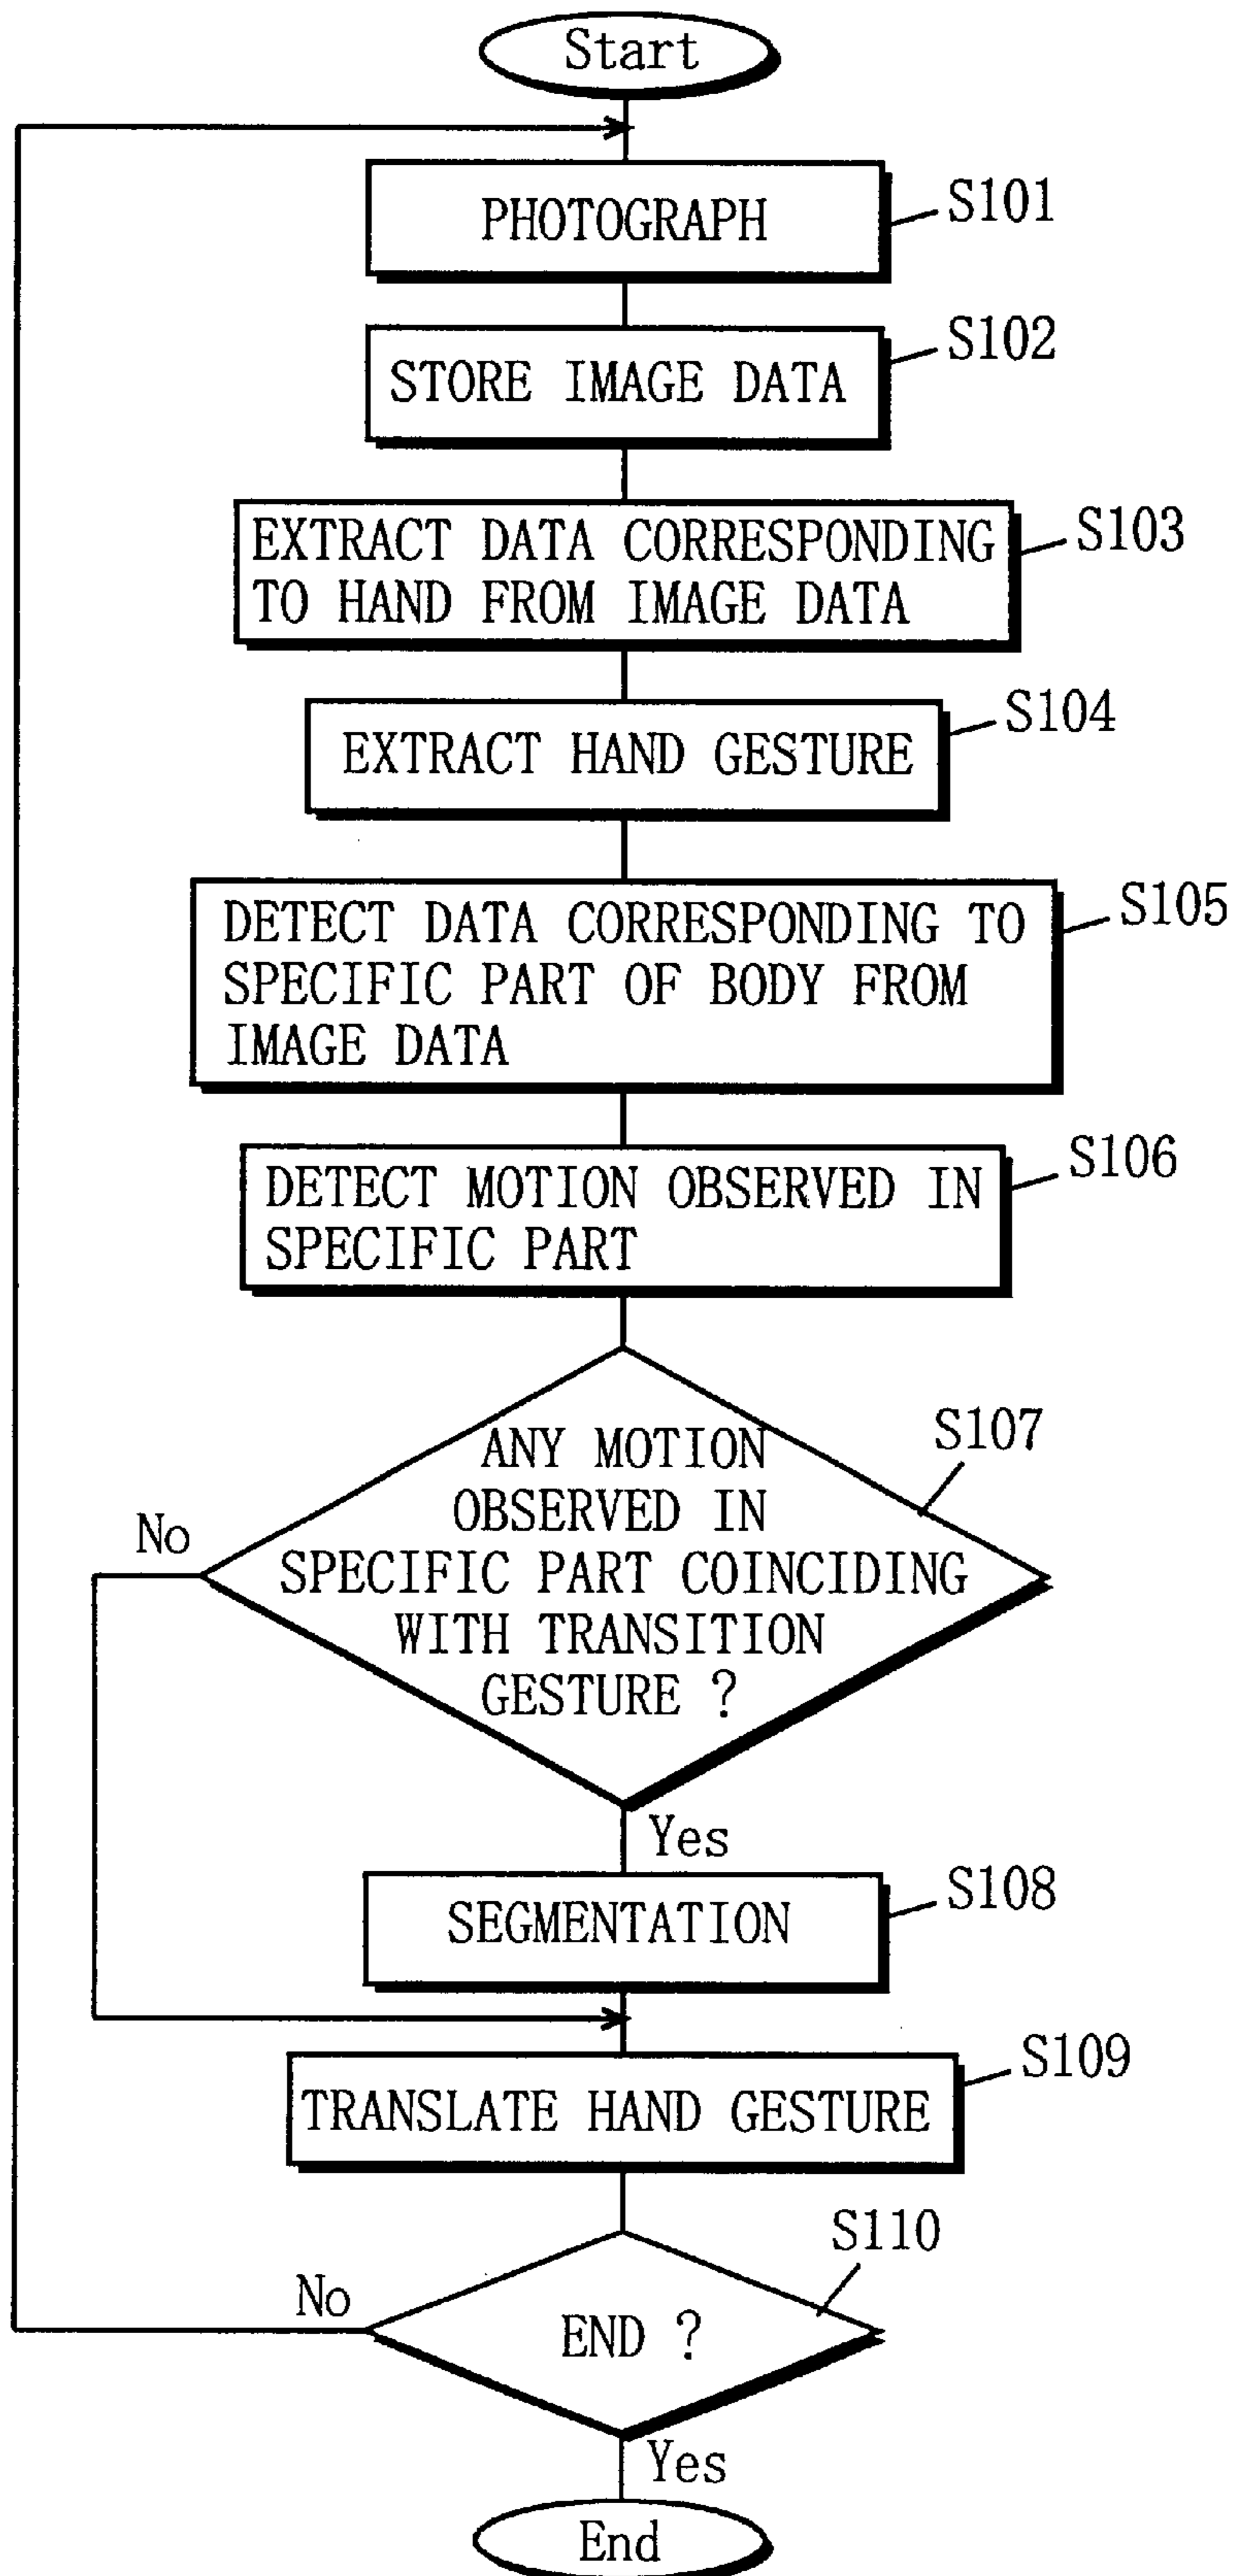 Start
PHOTOGRAPH
S101
STORE IMAGE DATA
S102
EXTRACT DATA CORRESPONDING
TO HAND FROM IMAGE DATA
S103
EXTRACT HAND GESTURE
S104
DETECT DATA CORRESPONDING TO
SPECIFIC PART OF BODY FROM
IMAGE DATA
S105
DETECT MOTION OBSERVED IN
SPECIFIC PART
S106
ANY MOTION
OBSERVED IN
SPECIFIC PART COINCIDING
WITH TRANSITION
GESTURE ?
S107
No
Yes
SEGMENTATION
S108
TRANSLATE HAND GESTURE
S109
END ?
S110
No
Yes
End